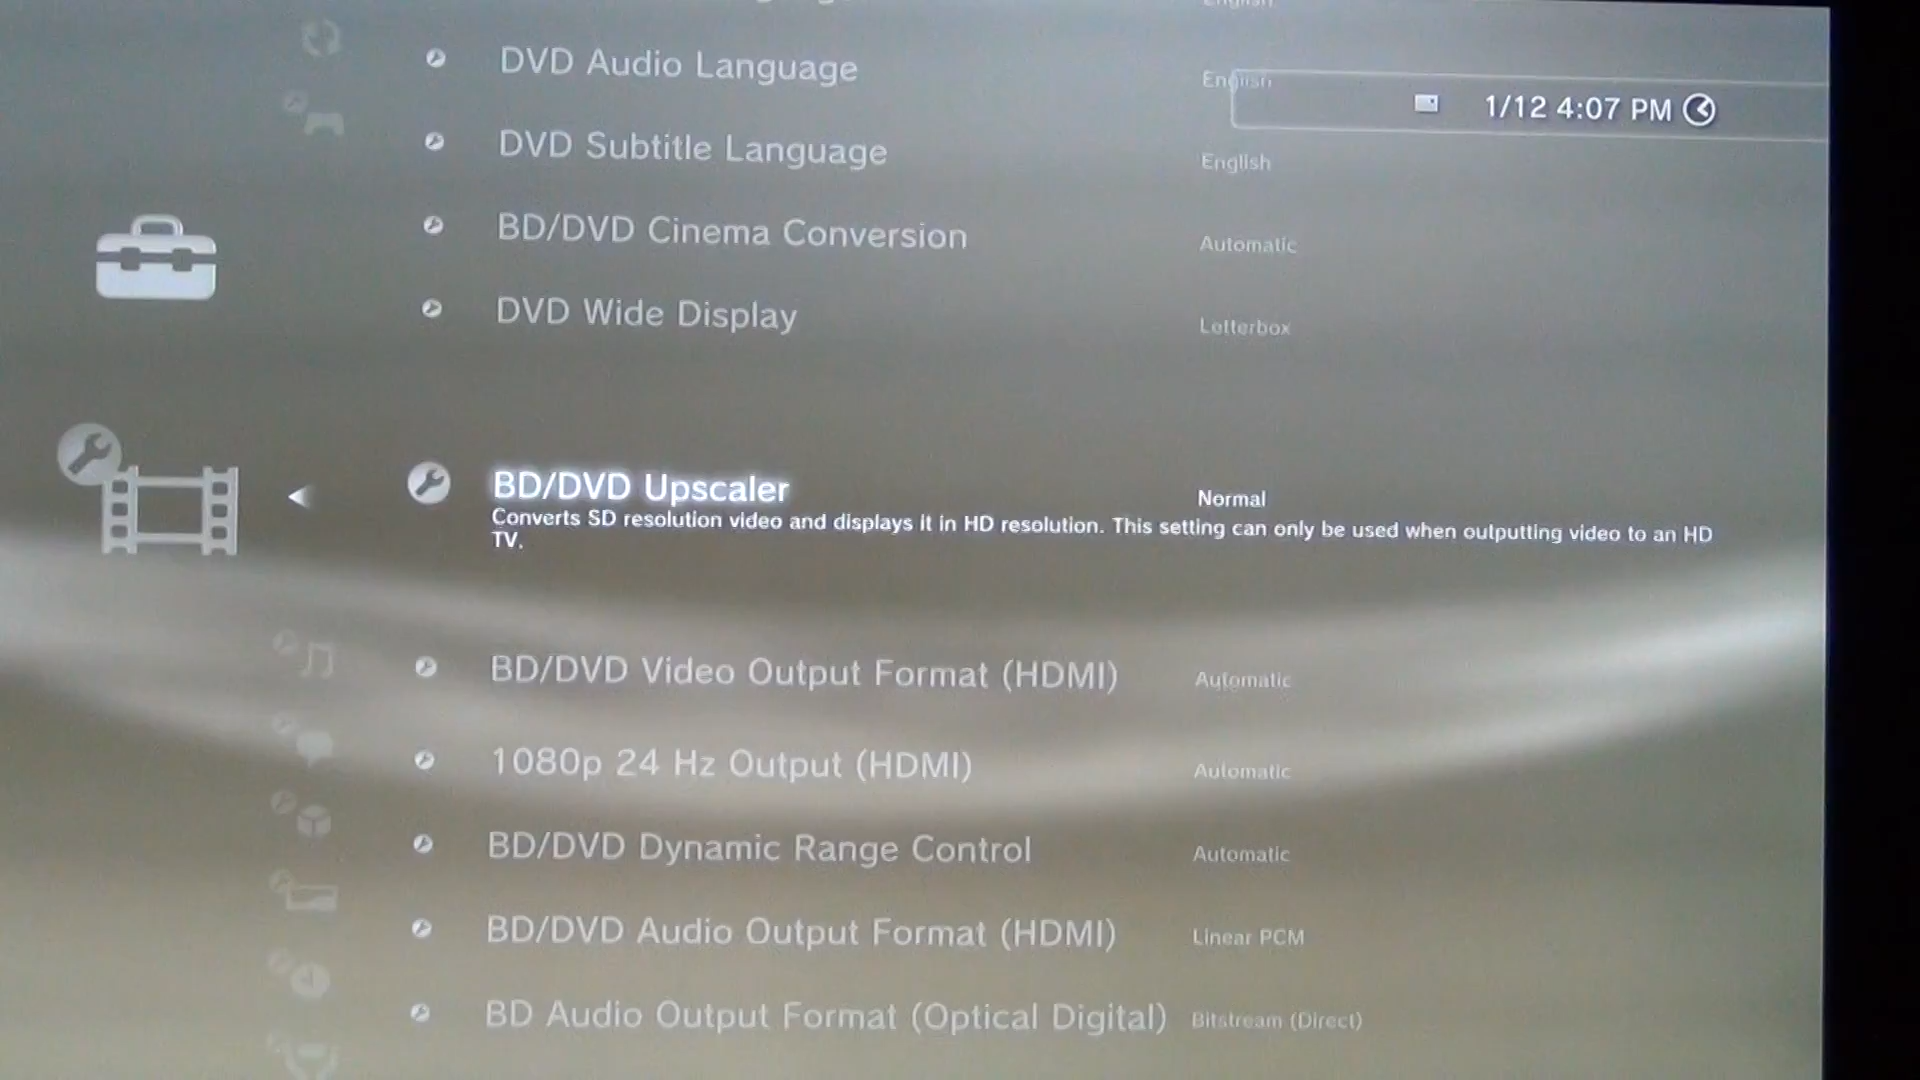 English
DVD Audio Language
English
1/12 4:07 PM
DVD Subtitle Language
English
BD/DVD Cinema Conversion
Automatic
DVD Wide Display
Letterbox
BD/DVD Upscaler
Normal
Converts SD resolution video and displays it in HD resolution. This setting can only be used when outputting video to an HD
TV.
BD/DVD Video Output Format (HDMI)
Automatic
1080p 24 Hz Output (HDMI)
Automatic
BD/DVD Dynamic Range Control
Automatic
BD/DVD Audio Output Format (HDMI)
Linear PCM
BD Audio Output Format (Optical Digital)
Bitstream (Direct)